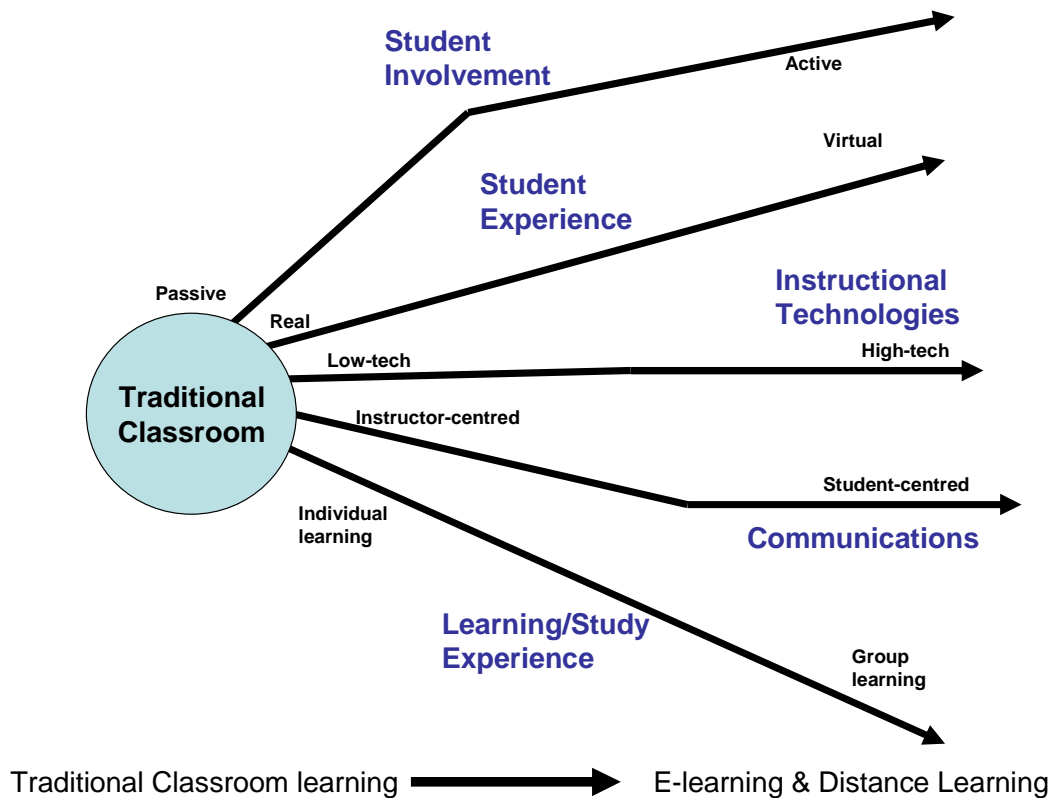 Student
Involvement
Active
Virtual
Student
Experience
Passive
Real
Instructional
Technologies
Low-tech
High-tech
Traditional
Classroom
Instructor-centred
Student-centred
Individual
learning
Communications
Learning/Study
Experience
Group
learning
Traditional Classroom learning
E-learning & Distance Learning